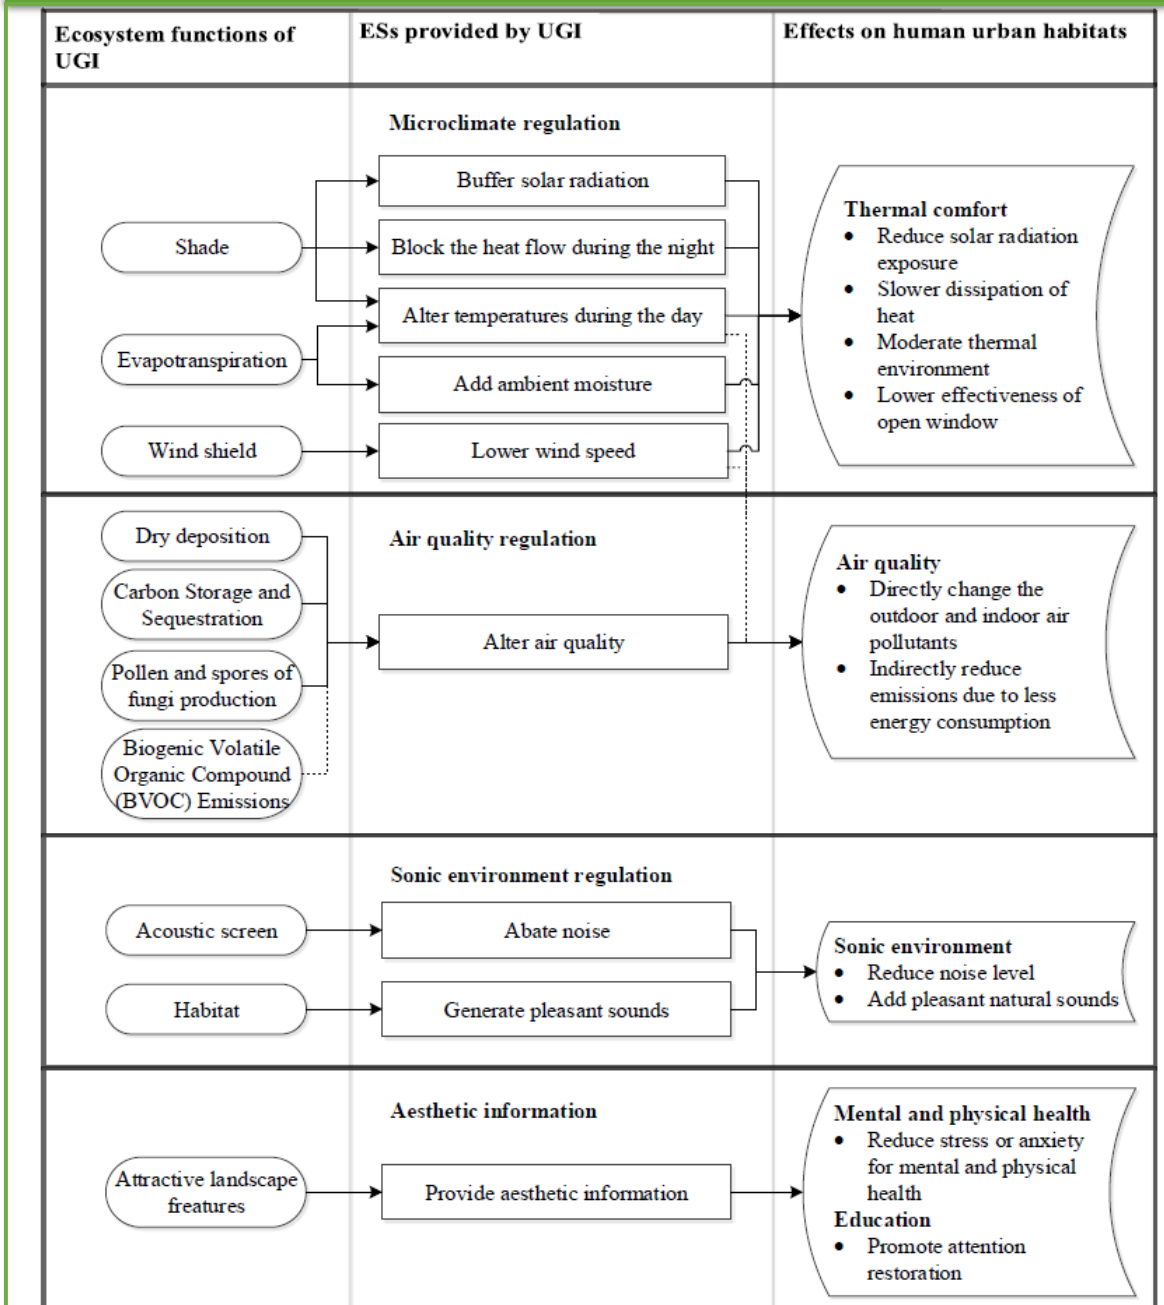 Ecosystem functions of
UGI
ESs provided by UGI
Effects on human urban habitats
Microclimate regulation
Shade
Evapotranspiration
Wind shield
Buffer solar radiation
Block the heat flow during the night
Alter temperatures during the day
Add ambient moisture
Lower wind speed
Thermal comfort
• Reduce solar radiation
exposure
• Slower dissipation of
heat
• Moderate thermal
environment
• Lower effectiveness of
open window
Dry deposition
Carbon Storage and
Sequestration
Pollen and spores of
fungi production
Biogenic Volatile
Organic Compound
(BVOC) Emissions
Air quality regulation
Alter air quality
Air quality
• Directly change the
outdoor and indoor air
pollutants
• Indirectly reduce
emissions due to less
energy consumption
Sonic environment regulation
Acoustic screen
Habitat
Abate noise
Generate pleasant sounds
Sonic environment
• Reduce noise level
• Add pleasant natural sounds
Aesthetic information
Attractive landscape
freatures
Provide aesthetic information
Mental and physical health
• Reduce stress or anxiety
for mental and physical
health
Education
• Promote attention
restoration